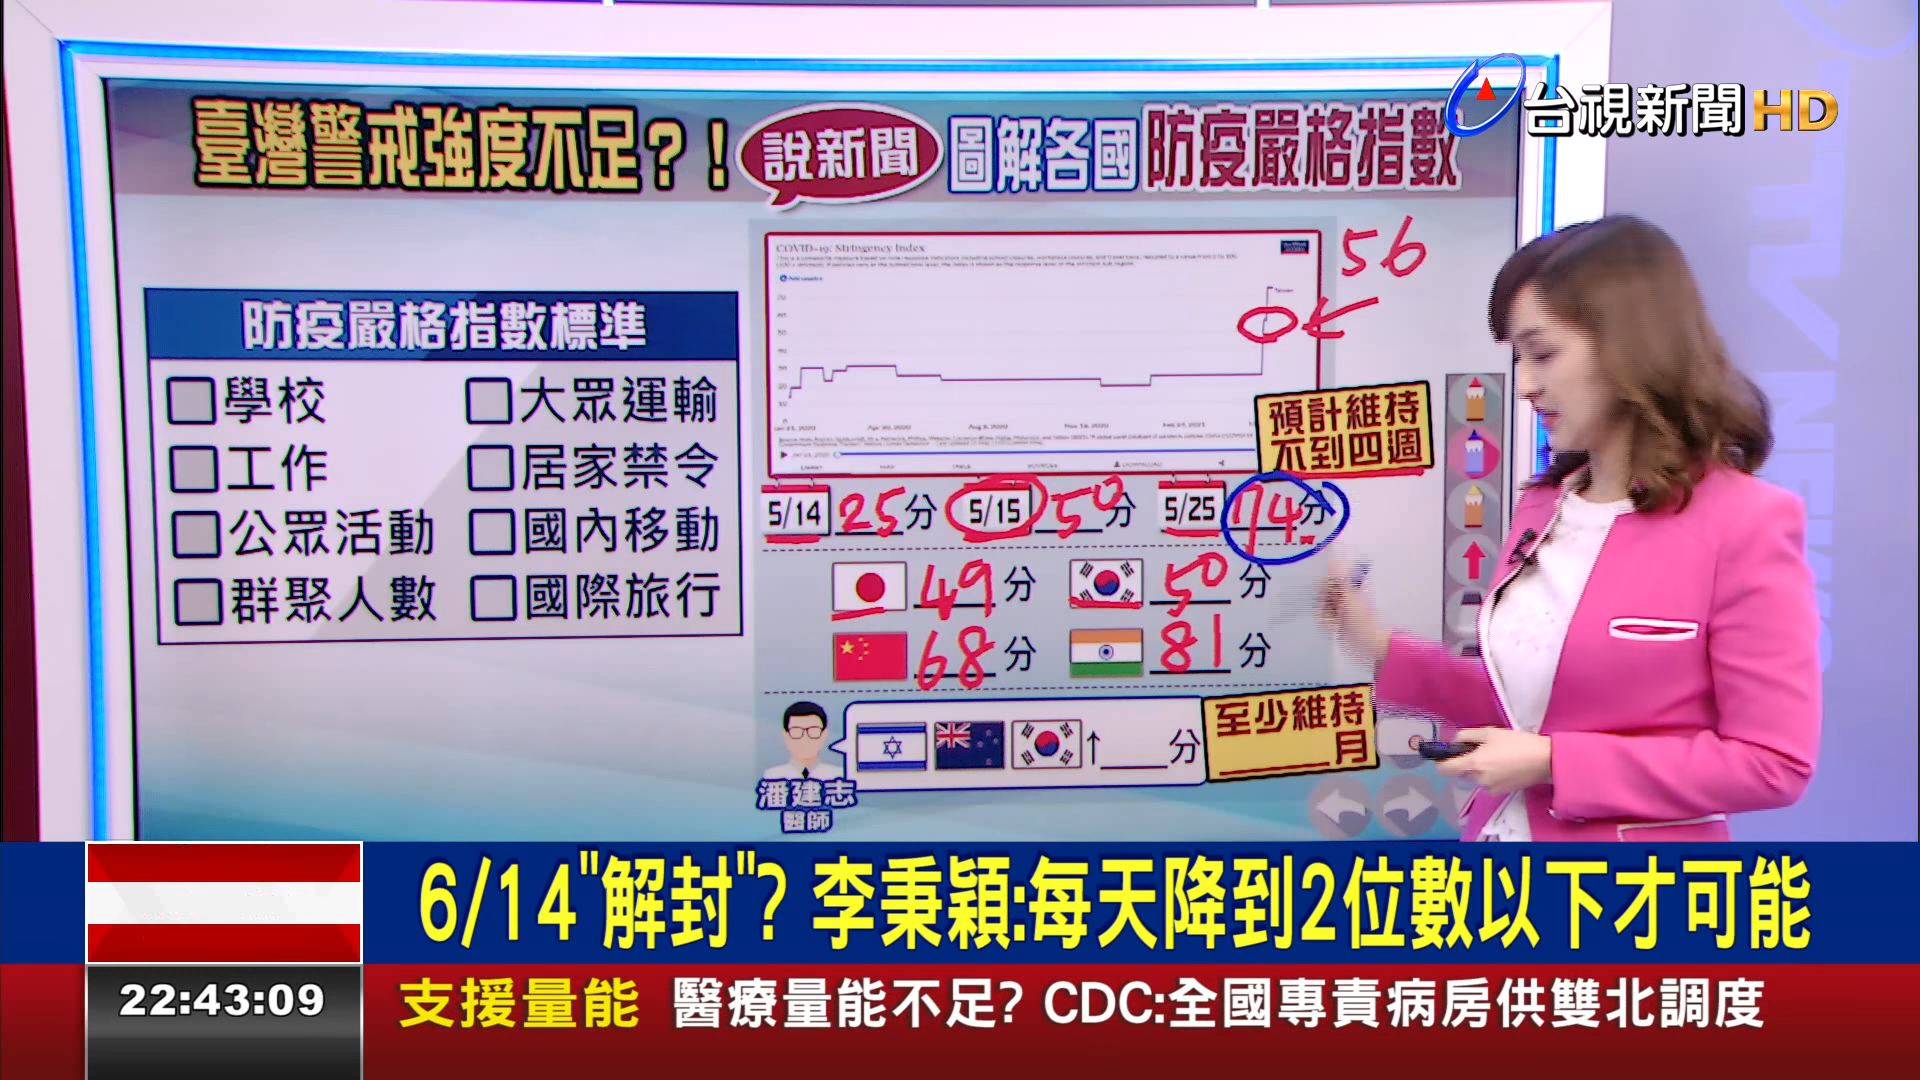 臺灣警戒強度不足?!
說新聞
圖解各國防疫嚴格指數
台視新聞HD
防疫嚴格指數標準
學校
大眾運輸
工作
居家禁令
公眾活動
國內移動
群聚人數
國際旅行
COVID-19: Stringency Index
56
預計維持
不到四週
5/14 25分 5/15 50分 5/25 74分
49分 50分
68分 81分
↑ 分
至少維持
月
潘建志
醫師
6/14"解封"? 李秉穎:每天降到2位數以下才可能
22:43:09
支援量能 醫療量能不足? CDC:全國專責病房供雙北調度